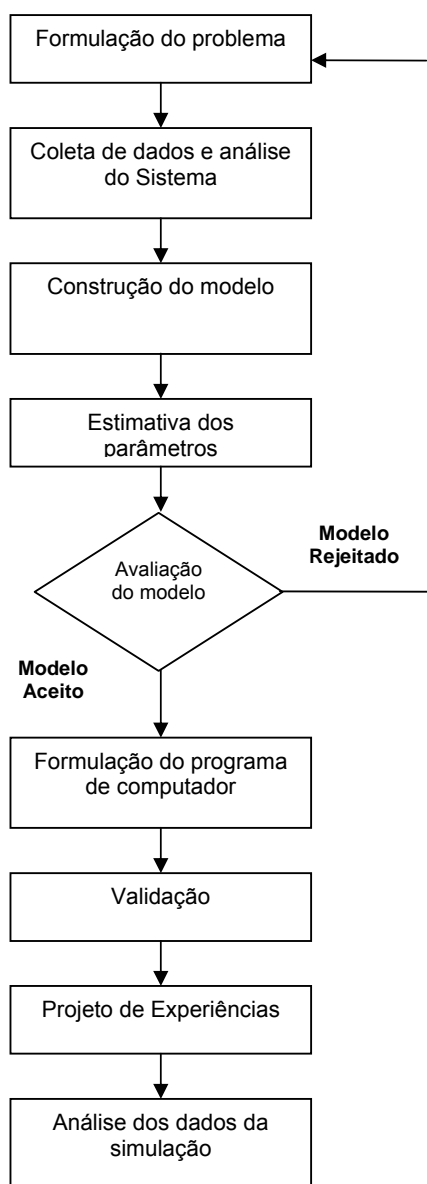 Formulação do problema
Coleta de dados e análise
do Sistema
Construção do modelo
Estimativa dos
parâmetros
Avaliação
do modelo
Modelo
Rejeitado
Modelo
Aceito
Formulação do programa
de computador
Validação
Projeto de Experiências
Análise dos dados da
simulação